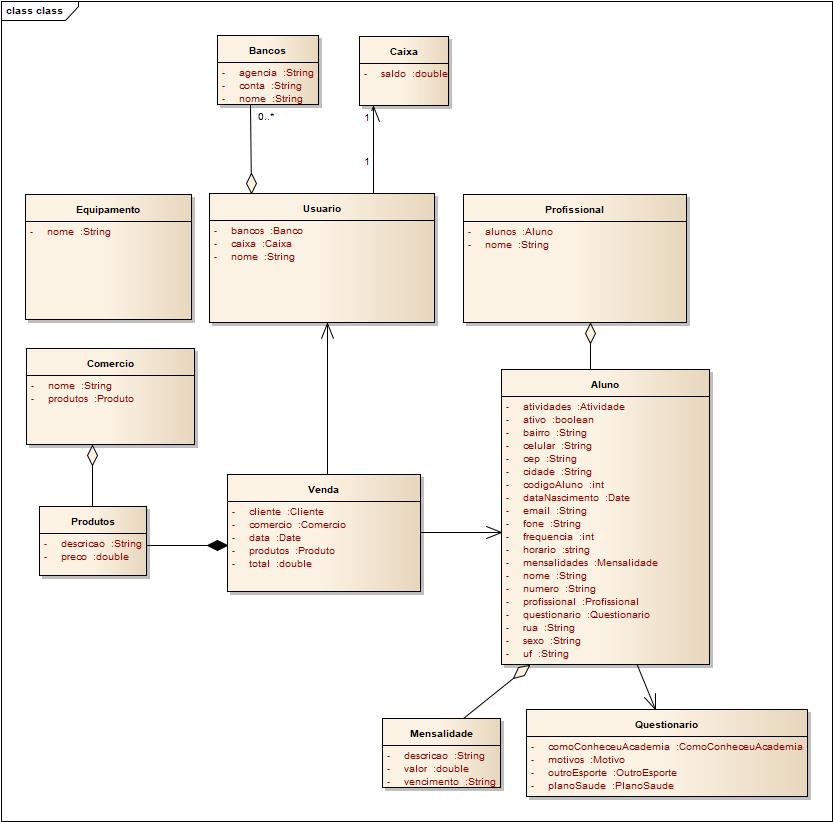 class class
Bancos
- agencia :String
- conta :String
- nome :String
Caixa
- saldo :double
0..*
1
1
Equipamento
- nome :String
Usuario
- bancos :Banco
- caixa :Caixa
- nome :String
Profissional
- alunos :Aluno
- nome :String
Comercio
- nome :String
- produtos :Produto
Aluno
- atividades :Atividade
- ativo :boolean
- bairro :String
- celular :String
- cep :String
- cidade :String
- codigoAluno :int
- dataNascimento :Date
- email :String
- fone :String
- frequencia :int
- horario :string
- mensalidades :Mensalidade
- nome :String
- numero :String
- profissional :Profissional
- questionario :Questionario
- rua :String
- sexo :String
- uf :String
Venda
- cliente :Cliente
- comercio :Comercio
- data :Date
- produtos :Produto
- total :double
Produtos
- descricao :String
- preco :double
Mensalidade
- descricao :String
- valor :double
- vencimento :String
Questionario
- comoConheceuAcademia :ComoConheceuAcademia
- motivos :Motivo
- outroEsporte :OutroEsporte
- planoSaude :PlanoSaude